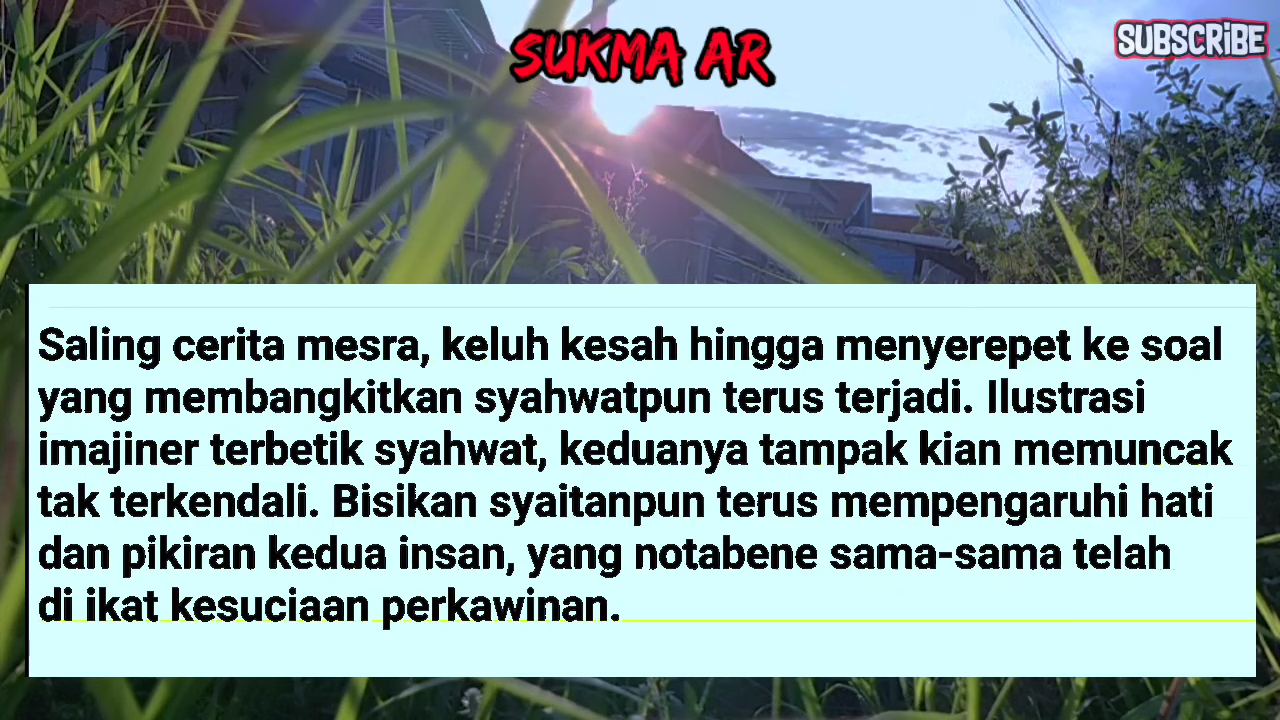 SUKMA AR
SUBSCRiBE
Saling cerita mesra, keluh kesah hingga menyerepet ke soal
yang membangkitkan syahwatpun terus terjadi. Ilustrasi
imajiner terbetik syahwat, keduanya tampak kian memuncak
tak terkendali. Bisikan syaitanpun terus mempengaruhi hati
dan pikiran kedua insan, yang notabene sama-sama telah
di ikat kesuciaan perkawinan.